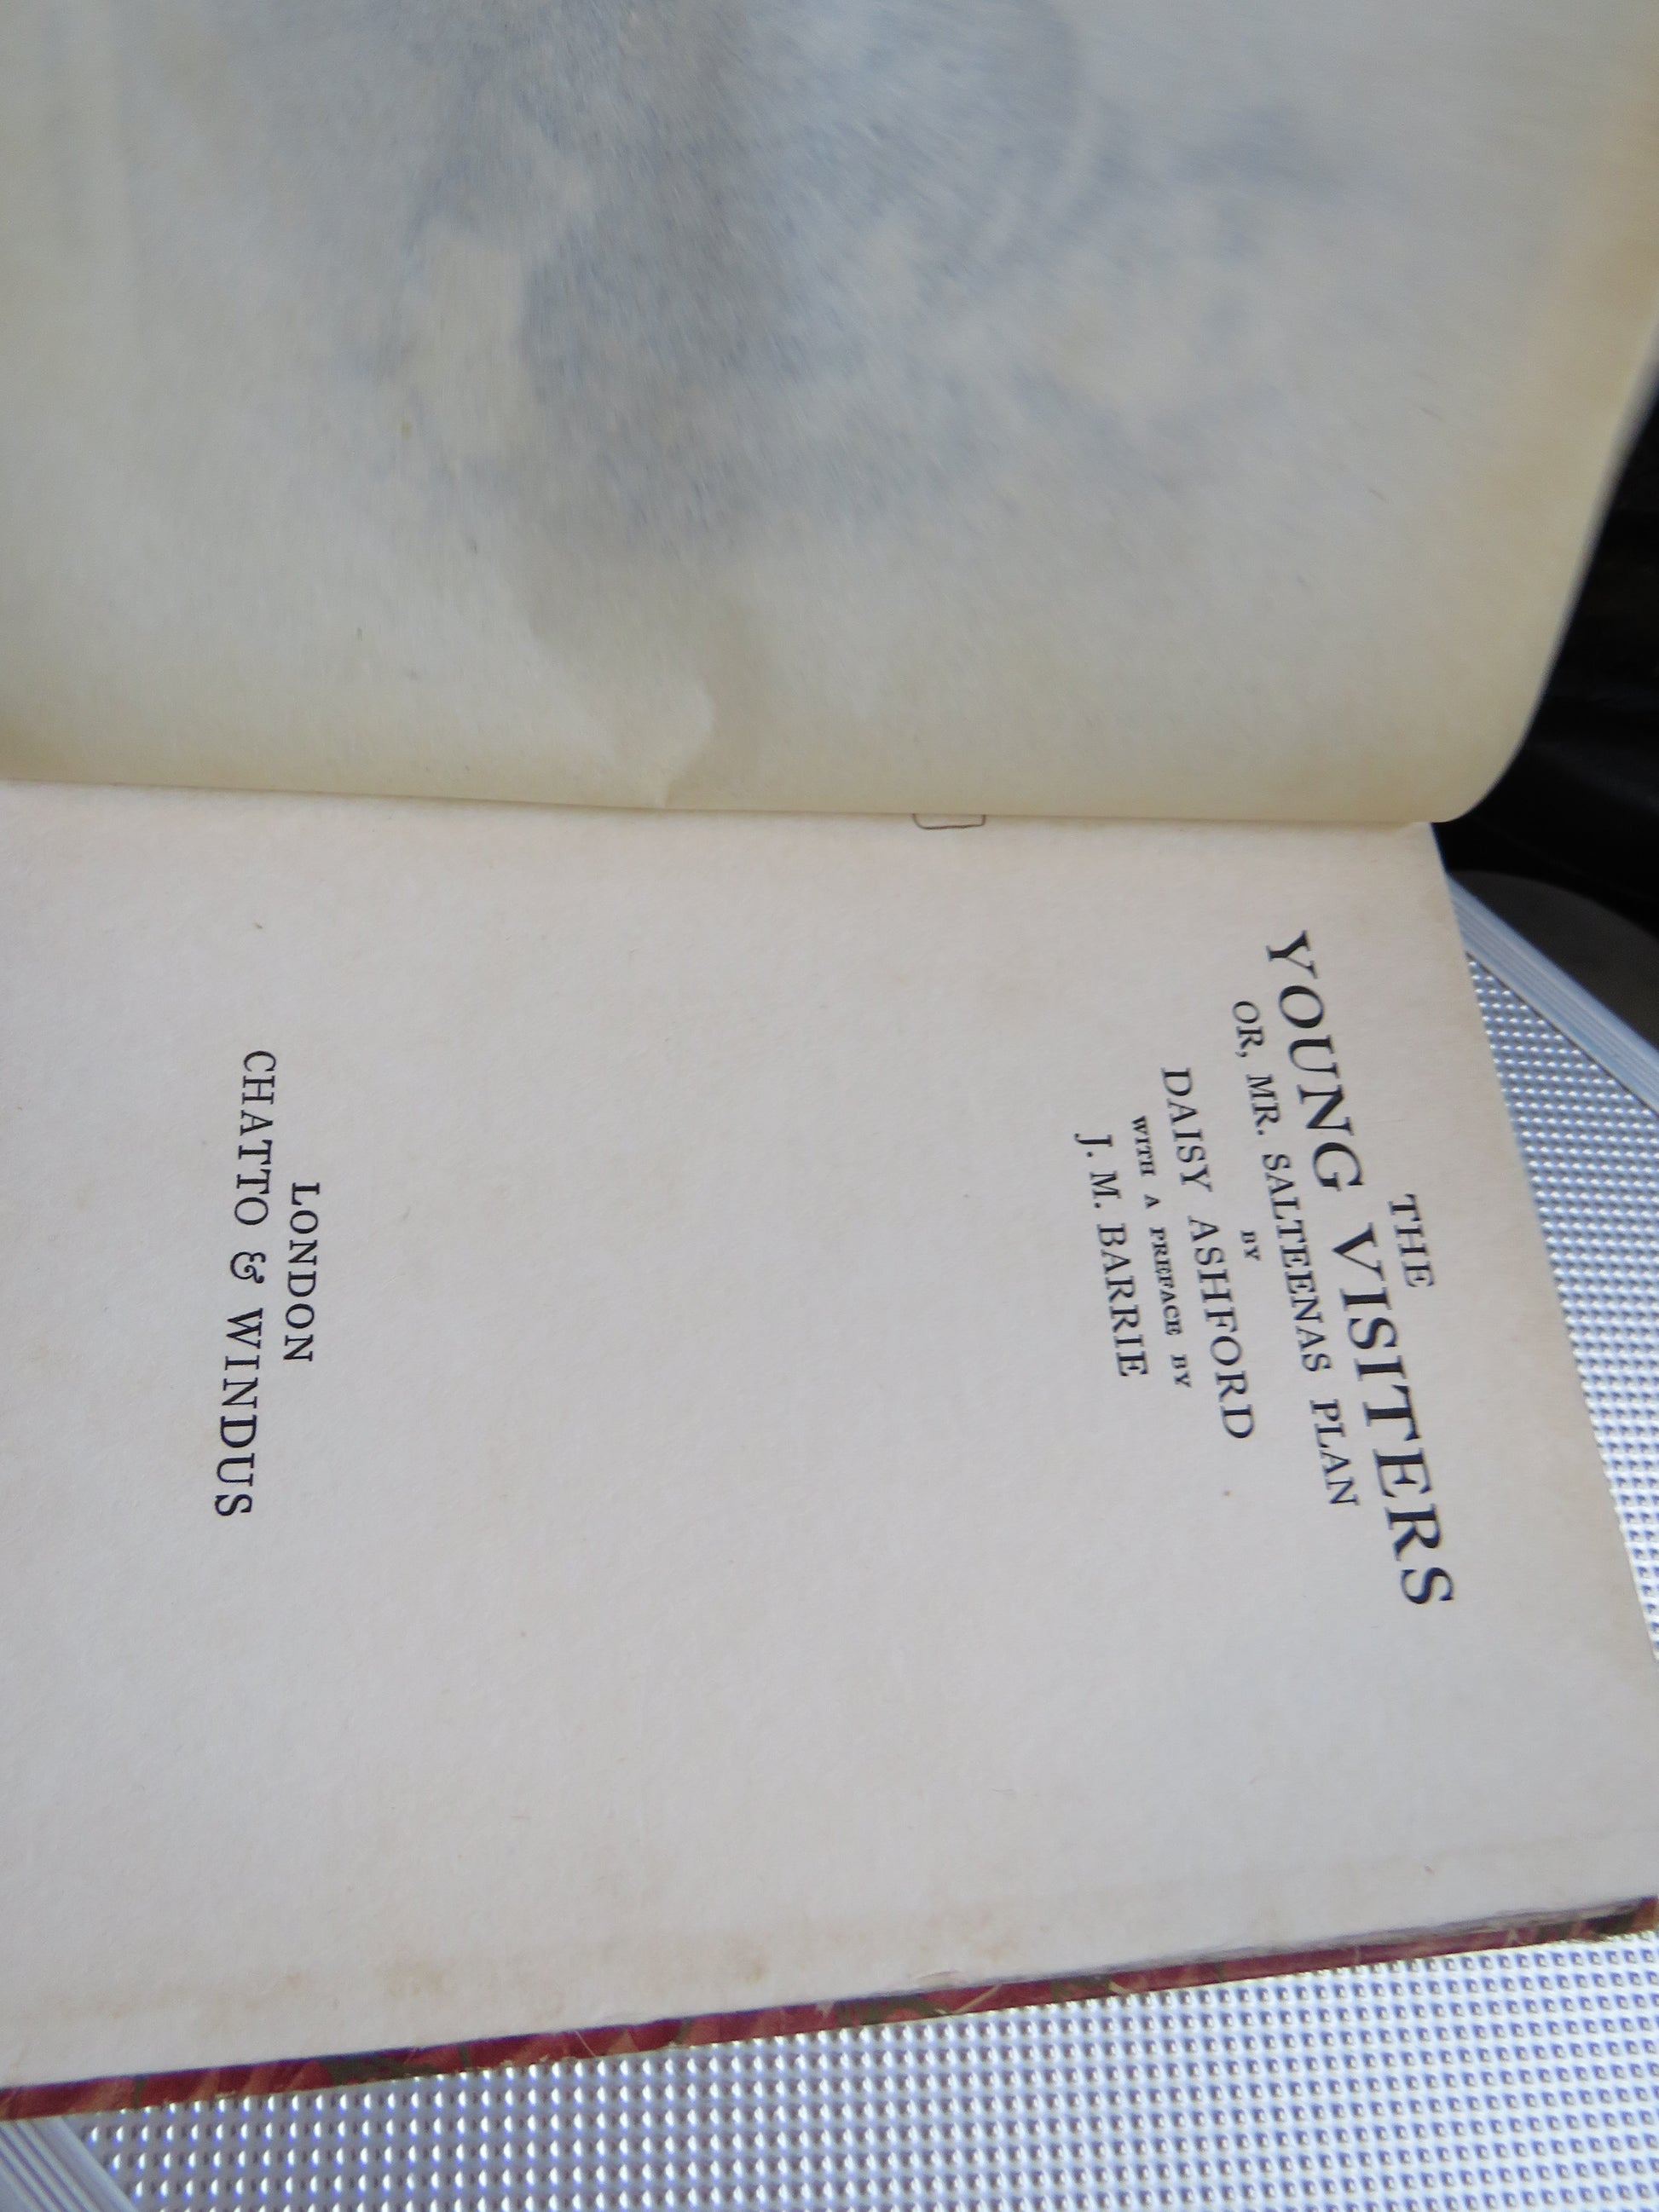 THE
YOUNG VISITERS
OR, MR. SALTEENAS PLAN
BY
DAISY ASHFORD
WITH A PREFACE BY
J. M. BARRIE
LONDON
CHATTO & WINDUS